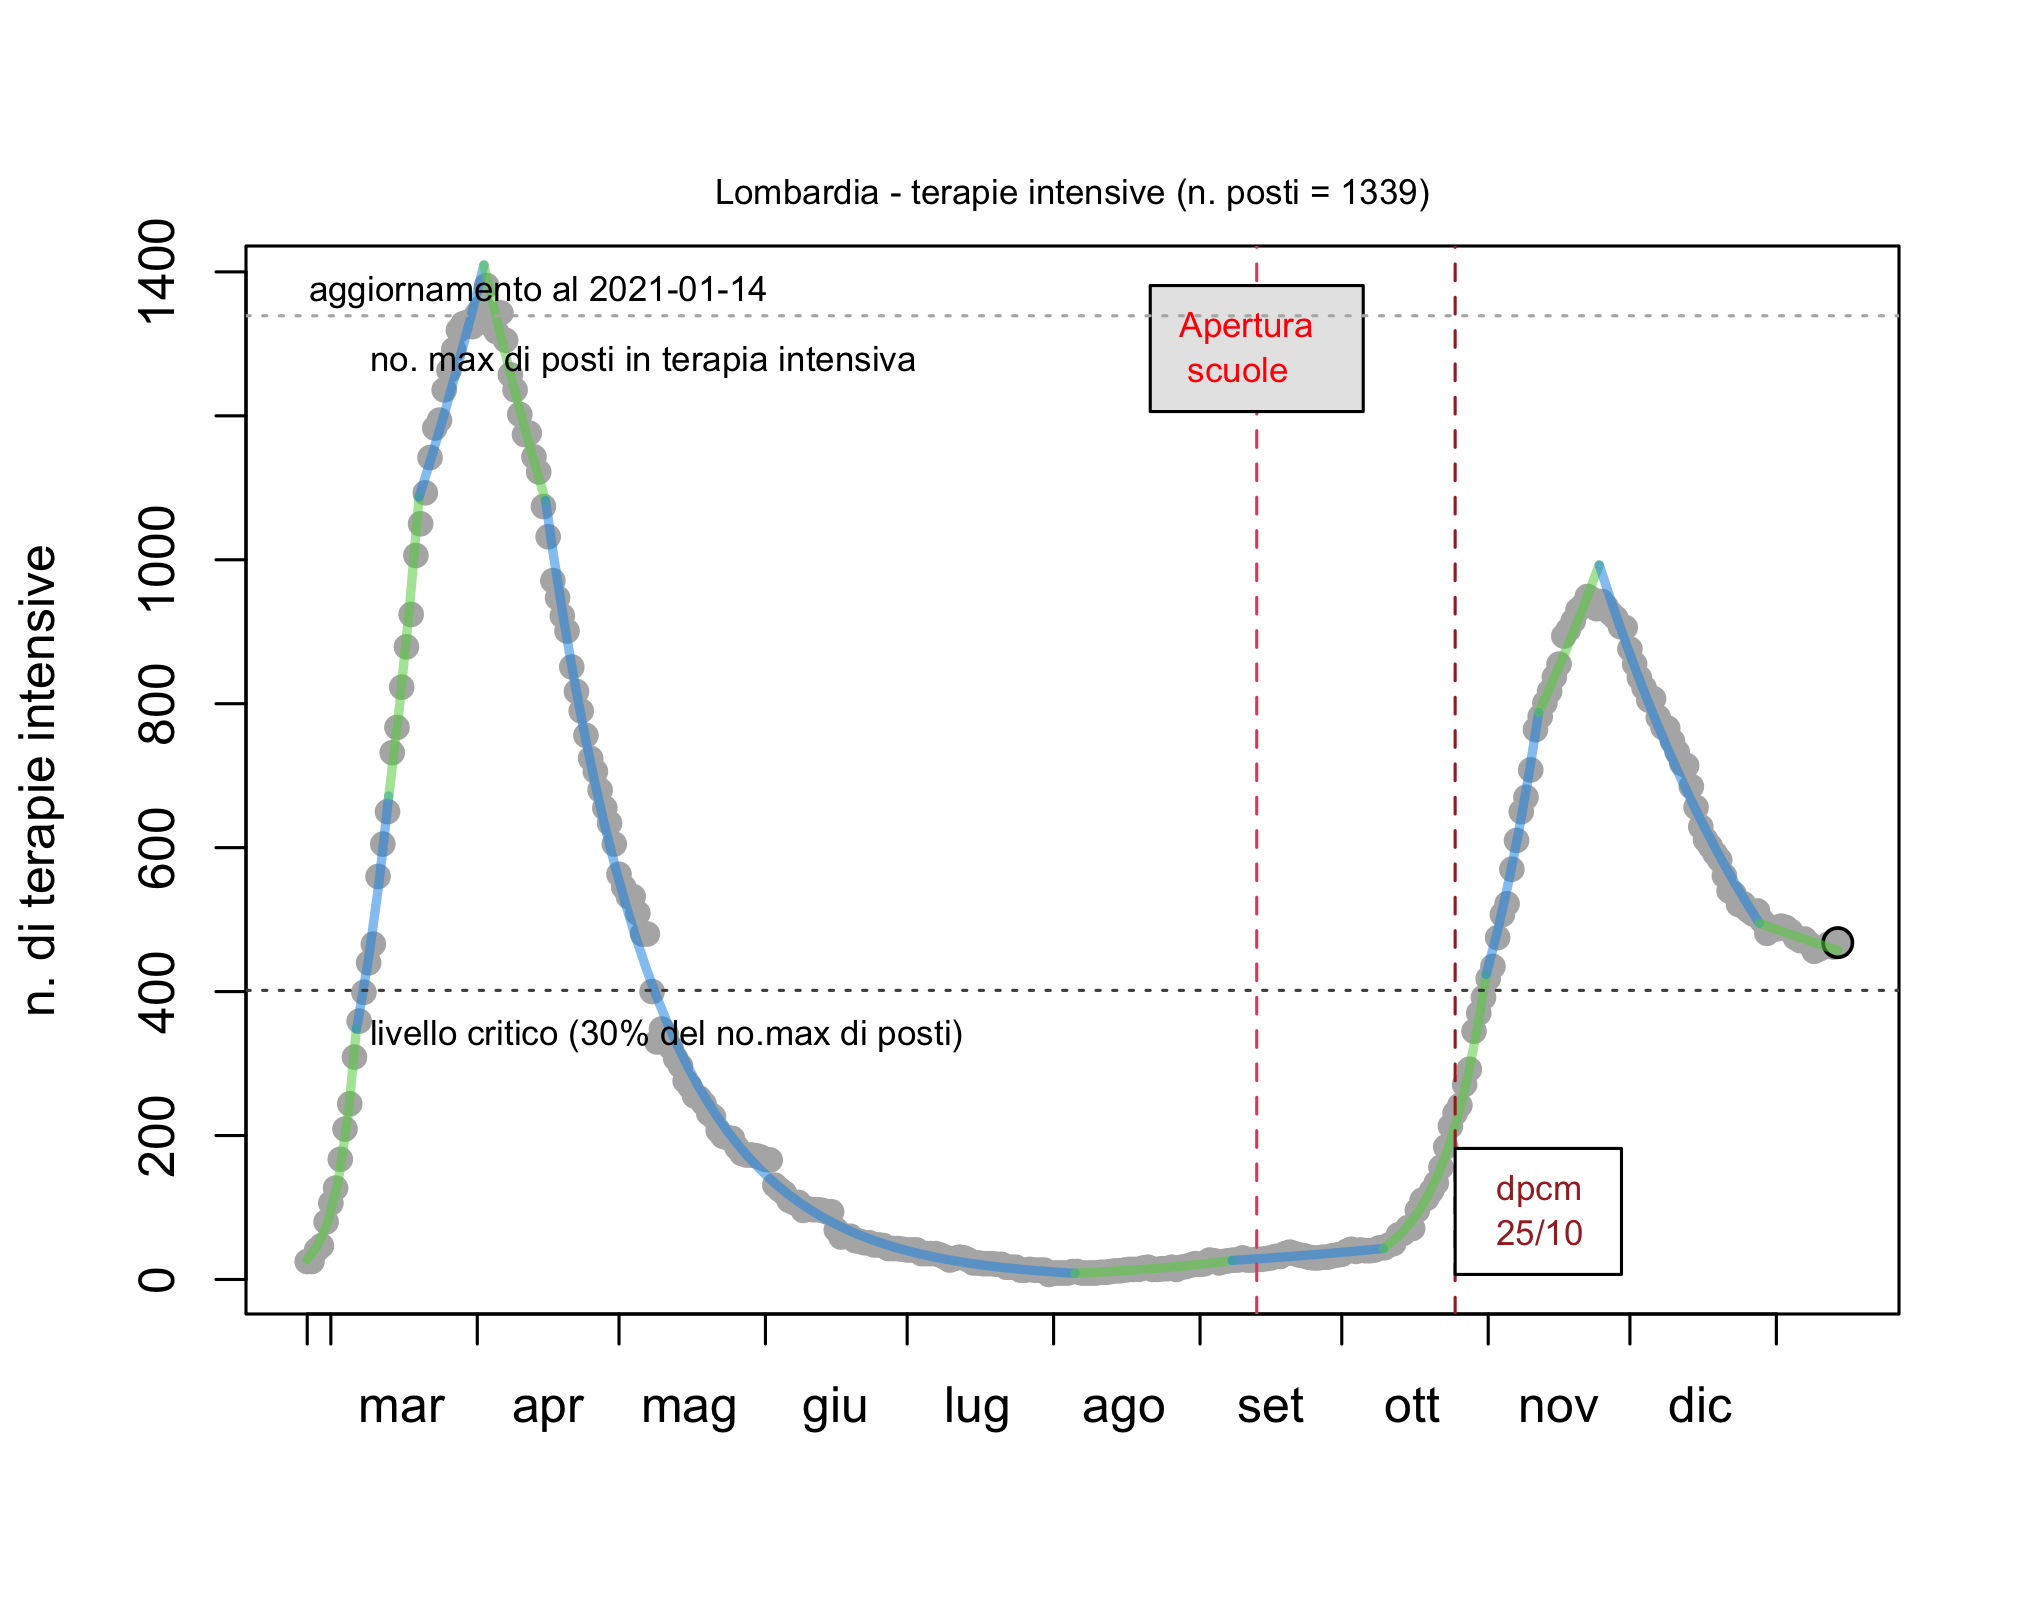 Lombardia - terapie intensive (n. posti = 1339)
aggiornamento al 2021-01-14
no. max di posti in terapia intensiva
Apertura
scuole
livello critico (30% del no.max di posti)
dpcm
25/10
n. di terapie intensive
1400
1000
800
600
400
200
0
mar apr mag giu lug ago set ott nov dic